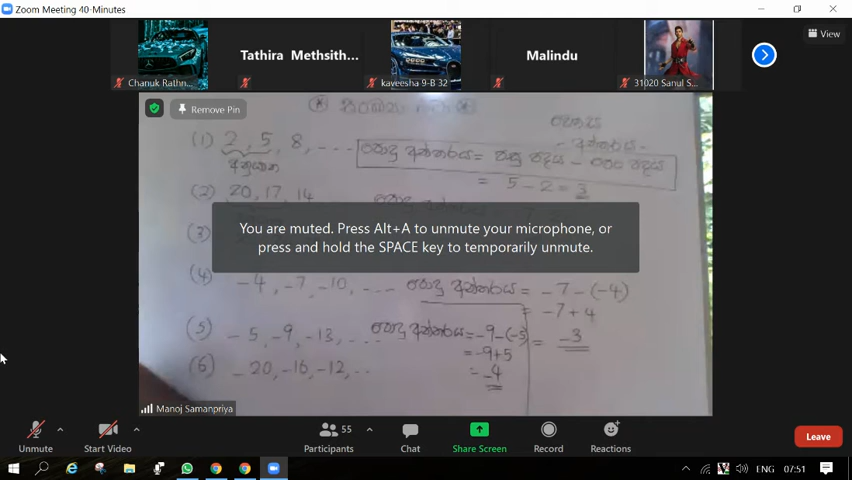 Zoom Meeting 40-Minutes
View
Chanuk Rathn...
Tathira Methsith...
kaveesha 9-B 32
Malindu
31020 Sanul S...
Remove Pin
(1) 2, 5, 8, ....
පොදු අන්තරය =
= 5 - 2 = 3
(2) 20, 17, 14
You are muted. Press Alt+A to unmute your microphone, or
press and hold the SPACE key to temporarily unmute.
(3)
(4) -4, -7, -10, .... පොදු අන්තරය = -7 - (-4)
= -7 + 4
= -3
(5) -5, -9, -13, ... පොදු අන්තරය = -9 - (-5)
= -9 + 5
= -4
(6) -20, -16, -12, ...
Manoj Samanpriya
Unmute
Start Video
55
Participants
Chat
Share Screen
Record
Reactions
Leave
ENG
07:51